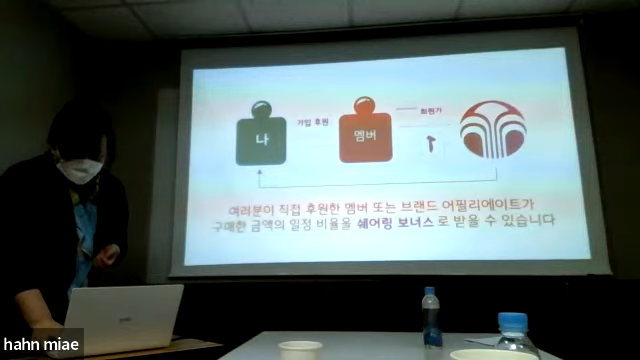 나
가입 후원
멤버
회원가
여러분이 직접 후원한 멤버 또는 브랜드 어필리에이트가
구매한 금액의 일정 비율을 쉐어링 보너스로 받을 수 있습니다
hahn miae